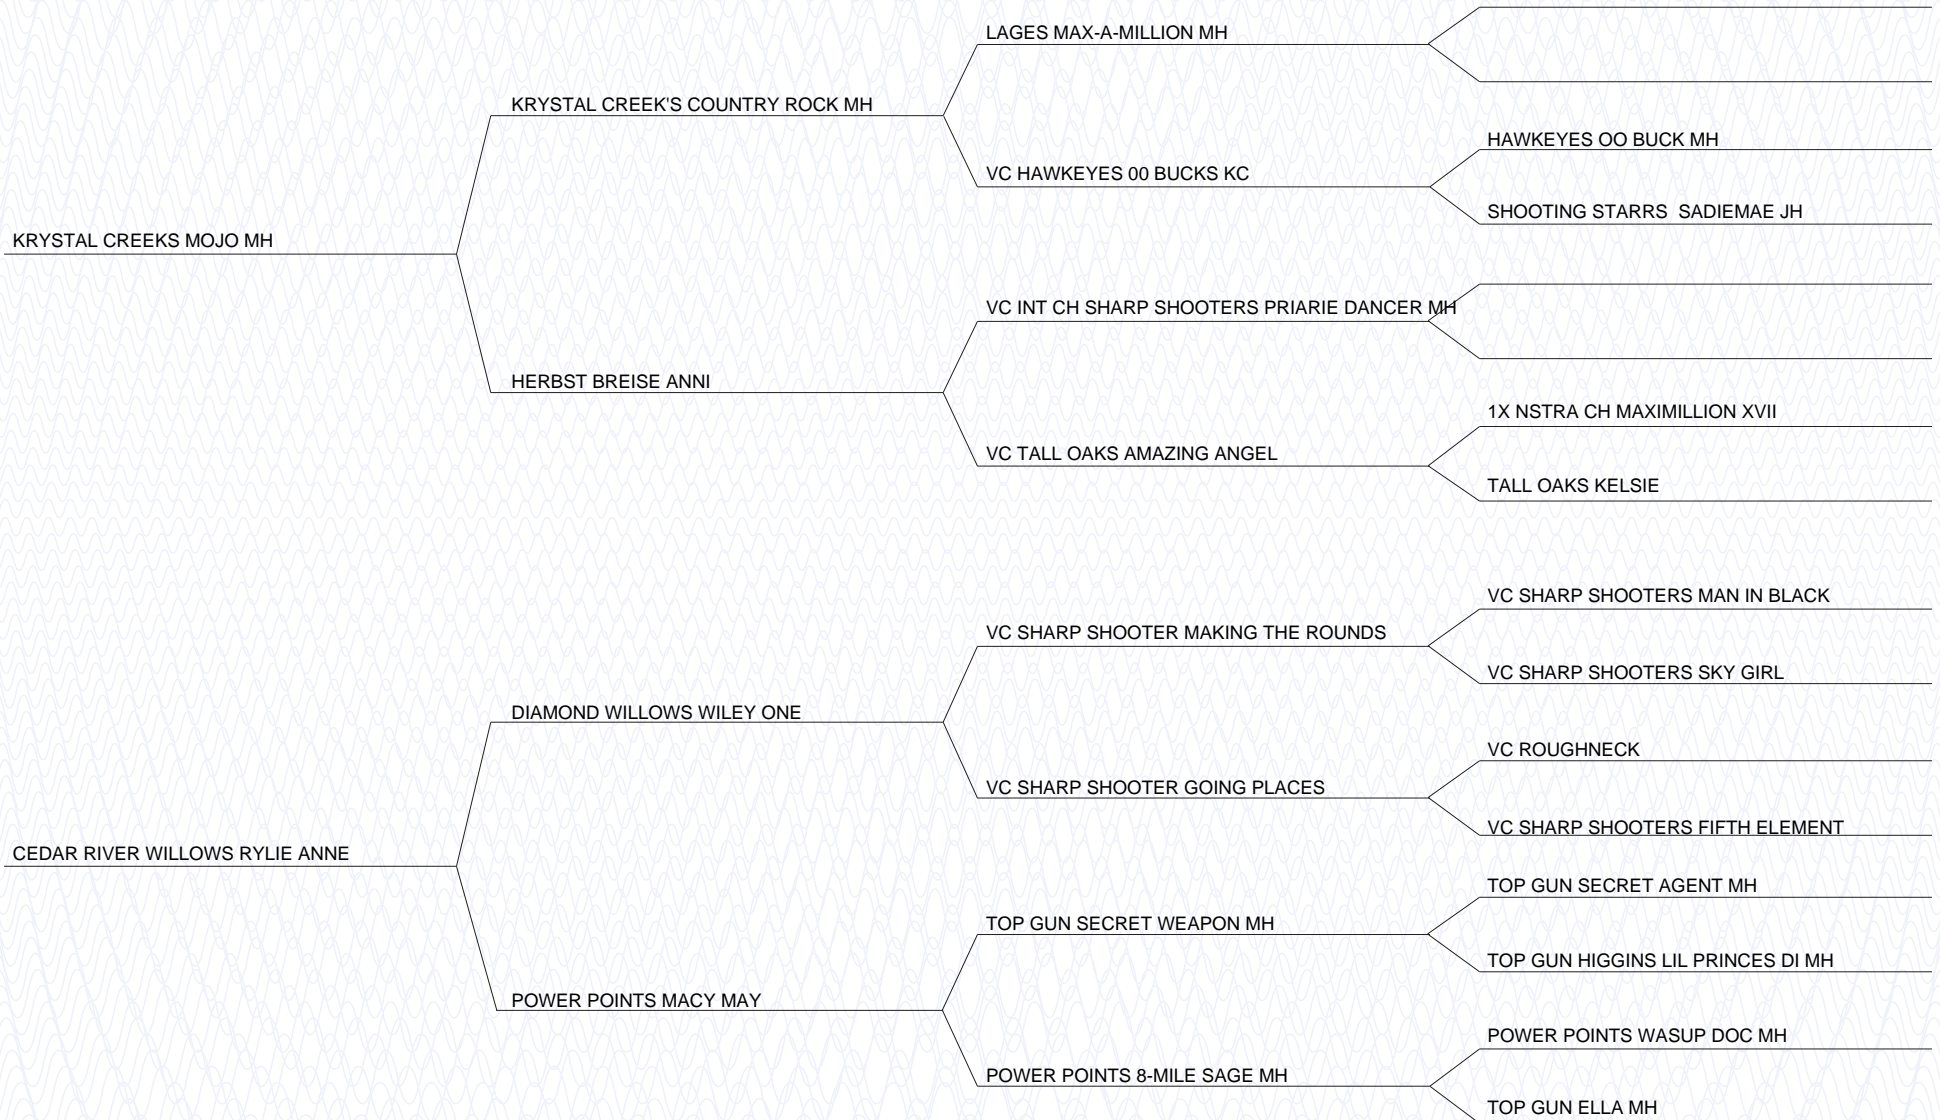 LAGES MAX-A-MILLION MH
KRYSTAL CREEK'S COUNTRY ROCK MH
HAWKEYES OO BUCK MH
VC HAWKEYES 00 BUCKS KC
SHOOTING STARRS  SADIEMAE JH
KRYSTAL CREEKS MOJO MH
VC INT CH SHARP SHOOTERS PRIARIE DANCER MH
HERBST BREISE ANNI
1X NSTRA CH MAXIMILLION XVII
VC TALL OAKS AMAZING ANGEL
TALL OAKS KELSIE
VC SHARP SHOOTERS MAN IN BLACK
VC SHARP SHOOTER MAKING THE ROUNDS
VC SHARP SHOOTERS SKY GIRL
DIAMOND WILLOWS WILEY ONE
VC ROUGHNECK
VC SHARP SHOOTER GOING PLACES
VC SHARP SHOOTERS FIFTH ELEMENT
CEDAR RIVER WILLOWS RYLIE ANNE
TOP GUN SECRET AGENT MH
TOP GUN SECRET WEAPON MH
TOP GUN HIGGINS LIL PRINCES DI MH
POWER POINTS MACY MAY
POWER POINTS WASUP DOC MH
POWER POINTS 8-MILE SAGE MH
TOP GUN ELLA MH